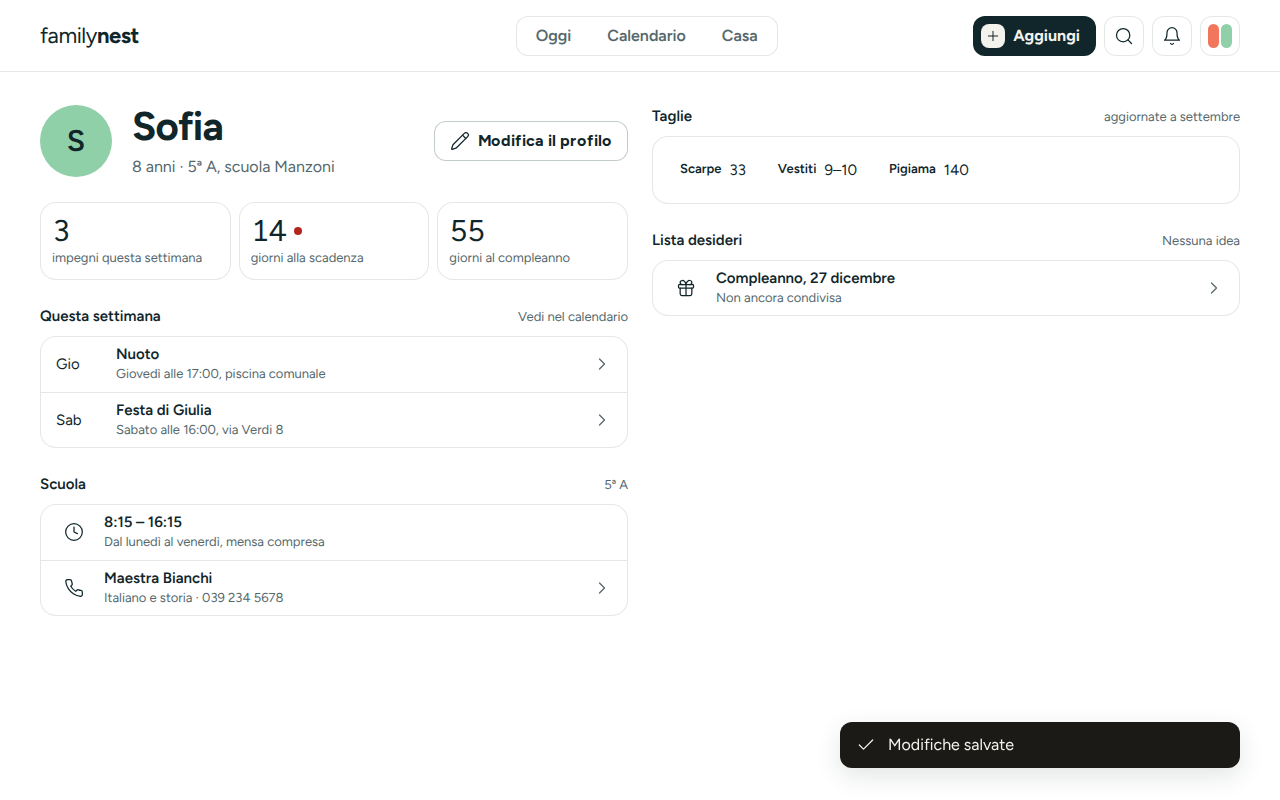 familynest
Oggi Calendario Casa
Aggiungi
S
Sofia
8 anni · 5ª A, scuola Manzoni
Modifica il profilo
3
impegni questa settimana
14
giorni alla scadenza
55
giorni al compleanno
Questa settimana
Vedi nel calendario
Gio
Nuoto
Giovedì alle 17:00, piscina comunale
Sab
Festa di Giulia
Sabato alle 16:00, via Verdi 8
Scuola
5ª A
8:15 – 16:15
Dal lunedì al venerdì, mensa compresa
Maestra Bianchi
Italiano e storia · 039 234 5678
Taglie
aggiornate a settembre
Scarpe 33 Vestiti 9–10 Pigiama 140
Lista desideri
Nessuna idea
Compleanno, 27 dicembre
Non ancora condivisa
Modifiche salvate